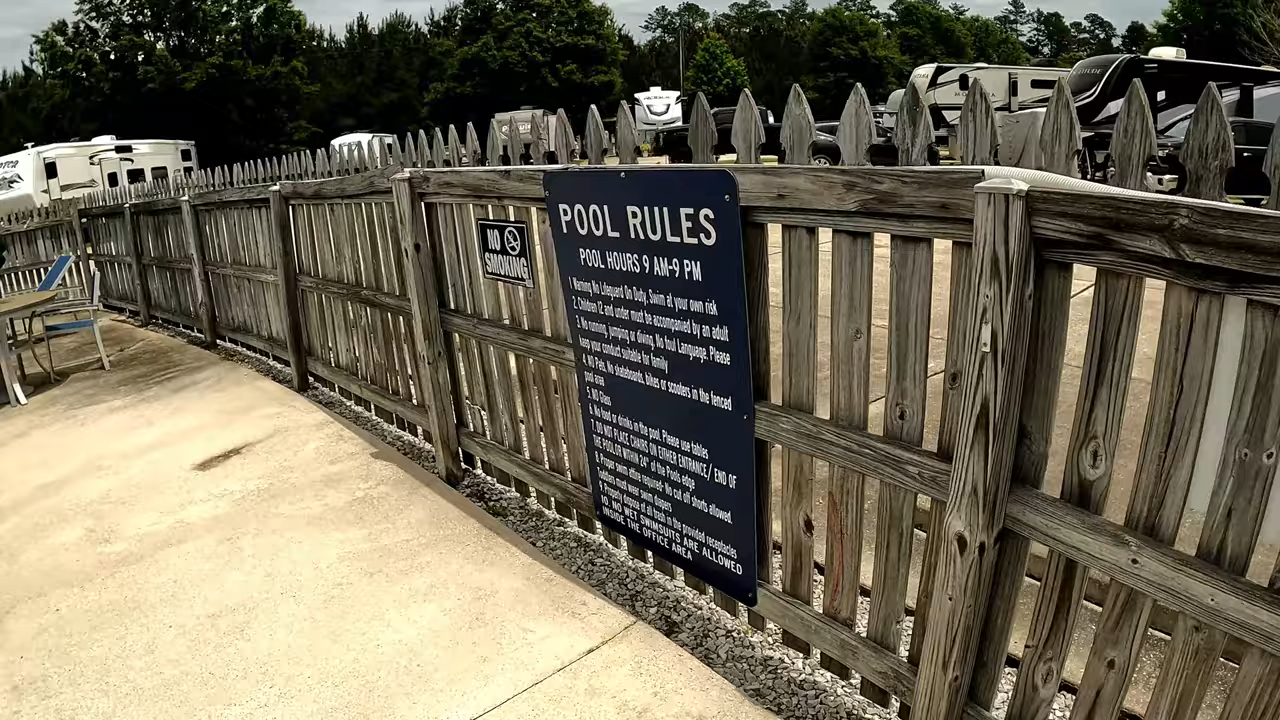 POOL RULES
POOL HOURS 9 AM-9 PM
1 Warning No Lifeguard On Duty. Swim at your own risk
2. Children 12 and under must be accompanied by an adult
3. No running, jumping or diving. No foul Language. Please
keep your conduct suitable for family
4. NO Pets. No skateboards, bikes or scooters in the fenced
pool area
5. NO Glass
6. No food or drinks in the pool. Please use tables
7. DO NOT PLACE CHAIRS ON EITHER ENTRANCE/ END OF
THE POOL OR WITHIN 24" of the Pools edge
8. Proper swim attire required- No cut off shorts allowed.
Toddlers must wear swim diapers
9. Properly dispose of all trash in the provided receptacles
10. NO WET SWIMSUITS ARE ALLOWED
INSIDE THE OFFICE AREA
NO
SMOKING
MONTANA